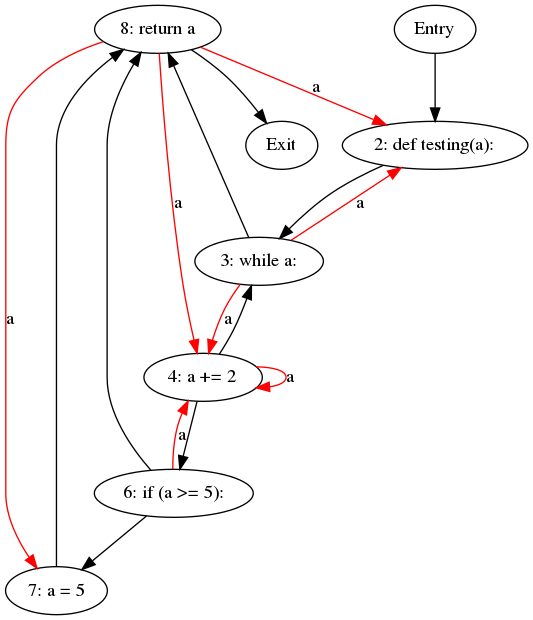 8: return a
Entry
a
Exit
2: def testing(a):
a
a
3: while a:
a
a
4: a += 2
a
a
6: if (a >= 5):
7: a = 5